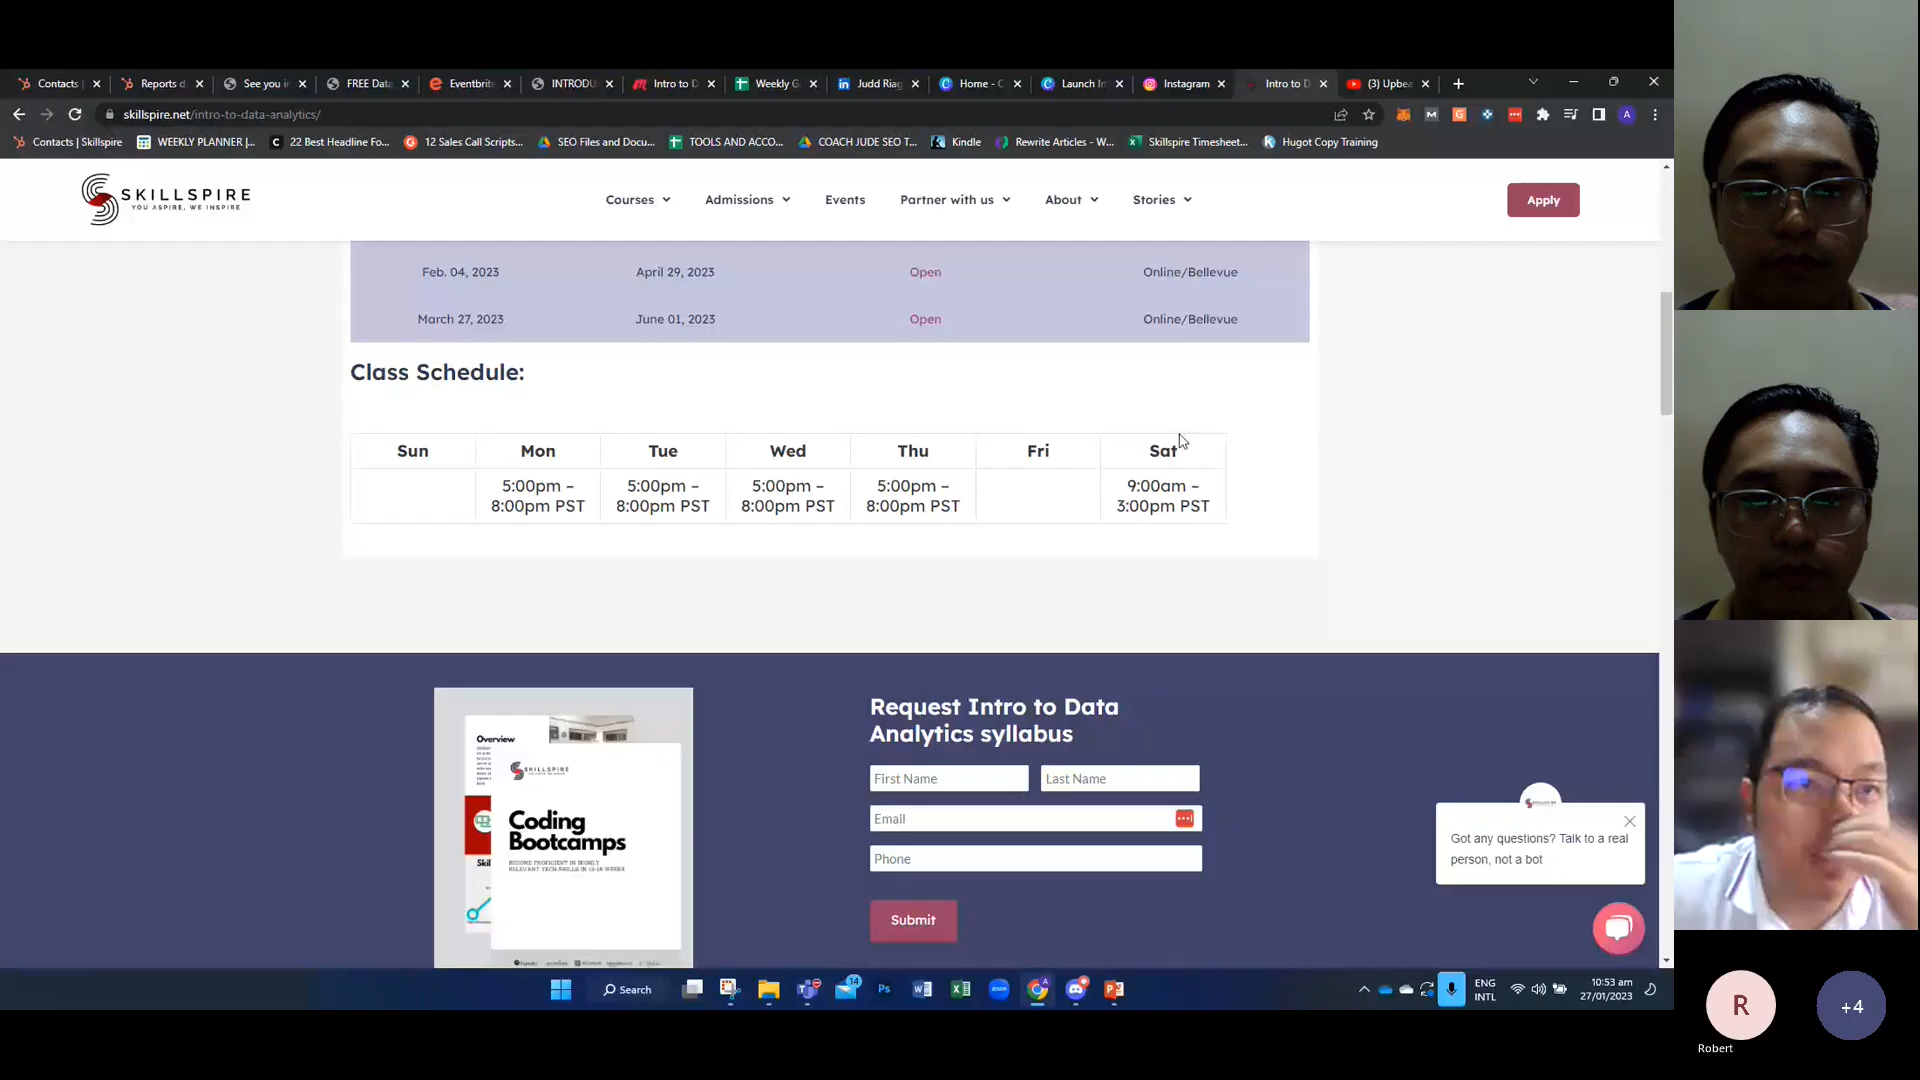 Contacts |
Reports d
See you i
FREE Data
Eventbrit
INTRODU
Intro to D
Weekly G
Judd Riag
Home - C
Launch In
Instagram
Intro to D
(3) Upbea
skillspire.net/intro-to-data-analytics/
Contacts | Skillspire
WEEKLY PLANNER |...
22 Best Headline Fo...
12 Sales Call Scripts...
SEO Files and Docu...
TOOLS AND ACCO...
COACH JUDE SEO T...
Kindle
Rewrite Articles - W...
Skillspire Timesheet...
Hugot Copy Training
SKILLSPIRE
YOU ASPIRE, WE INSPIRE
Courses
Admissions
Events
Partner with us
About
Stories
Apply
Feb. 04, 2023 April 29, 2023 Open Online/Bellevue
March 27, 2023 June 01, 2023 Open Online/Bellevue
Class Schedule:
Sun Mon Tue Wed Thu Fri Sat
5:00pm – 5:00pm – 5:00pm – 5:00pm – 9:00am –
8:00pm PST 8:00pm PST 8:00pm PST 8:00pm PST 3:00pm PST
Overview
SKILLSPIRE
Coding
Bootcamps
BECOME PROFICIENT IN HIGHLY
Request Intro to Data
Analytics syllabus
First Name Last Name
Email
Phone
Submit
Got any questions? Talk to a real
person, not a bot
Search
14
ENG
INTL
10:53 am
27/01/2023
R
Robert
+4